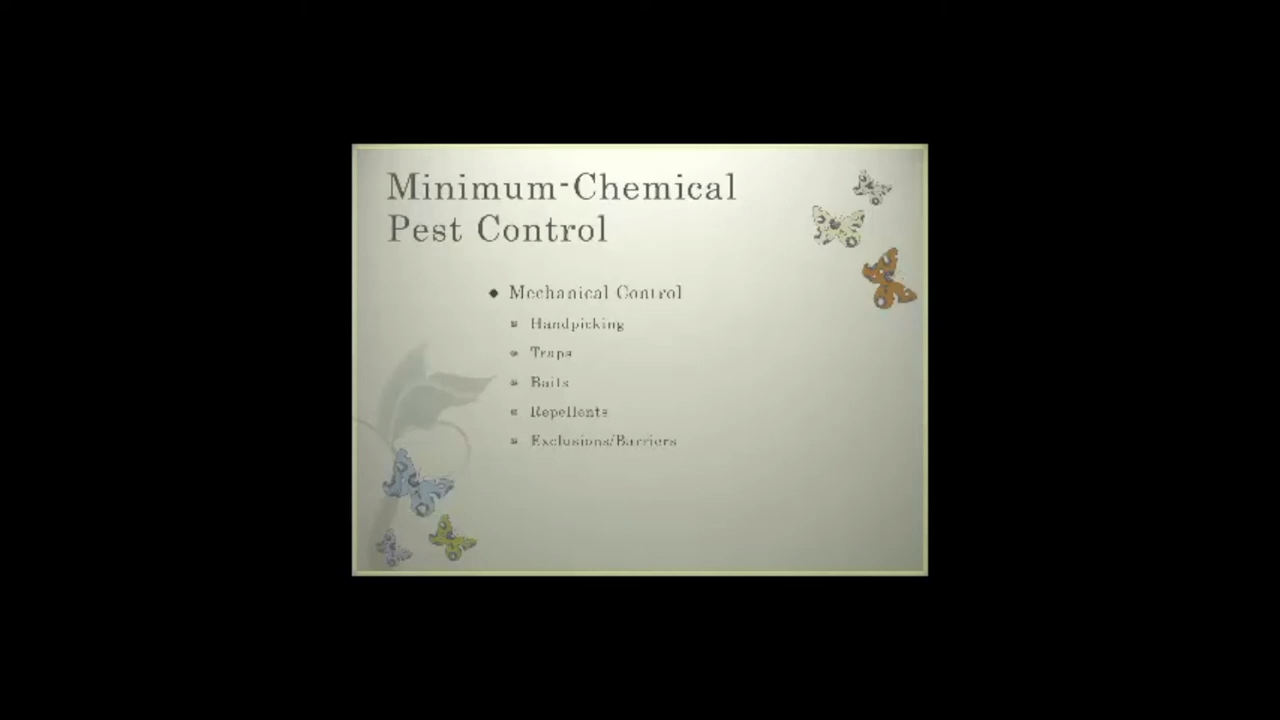 Minimum-Chemical
Pest Control
Mechanical Control
Handpicking
Traps
Baits
Repellents
Exclusions/Barriers